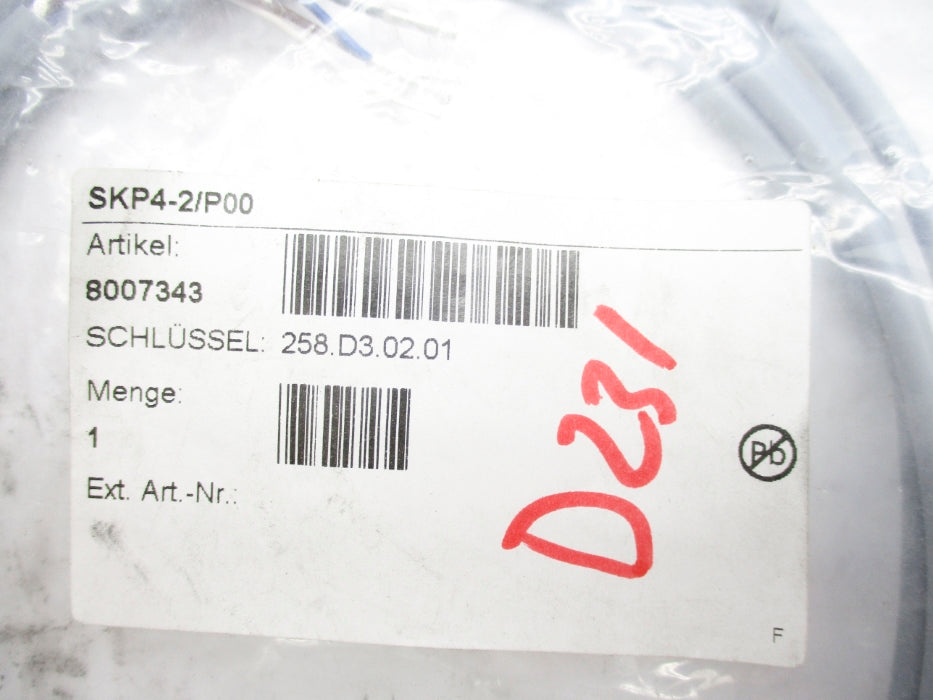 SKP4-2/P00
Artikel:
8007343
SCHLÜSSEL: 258.D3.02.01
Menge:
1
Ext. Art.-Nr.:
D231
Pb
F